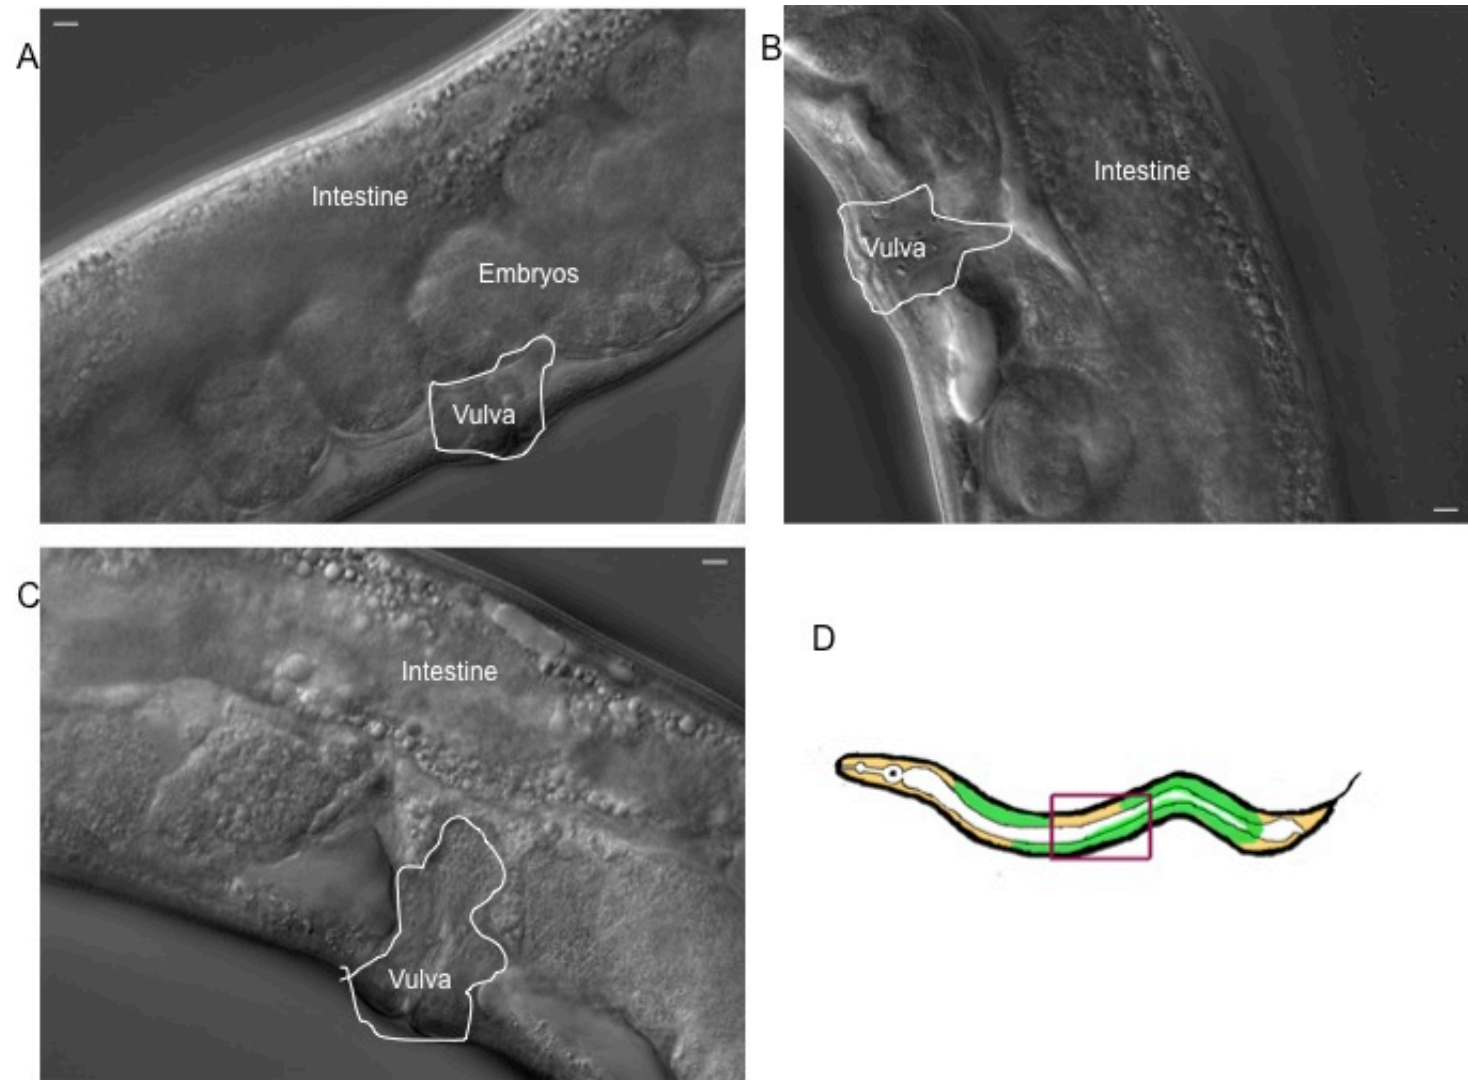 A
Intestine
Embryos
Vulva
B
Intestine
Vulva
C
Intestine
Vulva
D